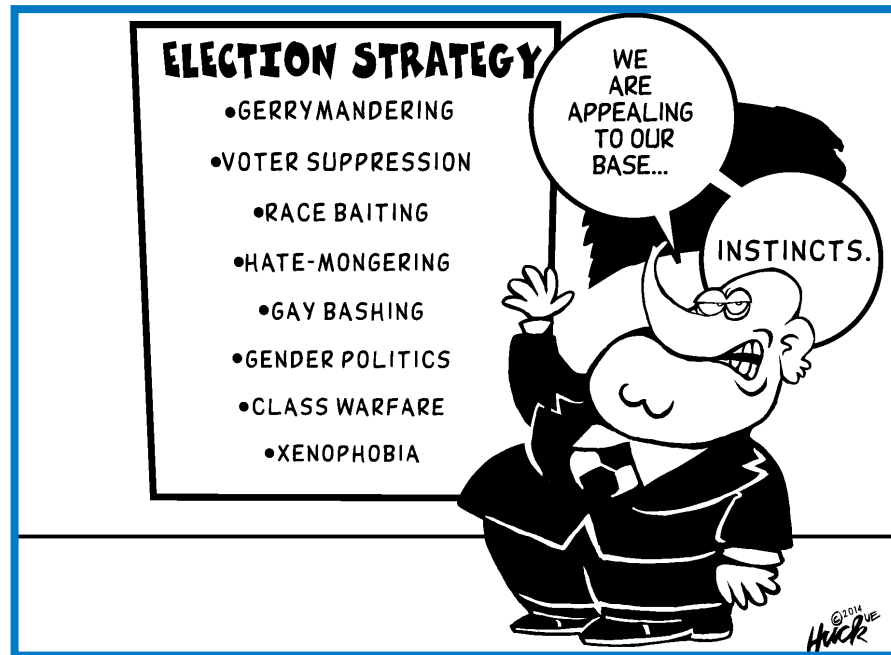 ELECTION STRATEGY
•GERRYMANDERING
•VOTER SUPPRESSION
•RACE BAITING
•HATE-MONGERING
•GAY BASHING
•GENDER POLITICS
•CLASS WARFARE
•XENOPHOBIA
WE
ARE
APPEALING
TO OUR
BASE...
INSTINCTS.
©2014
HUCK UE